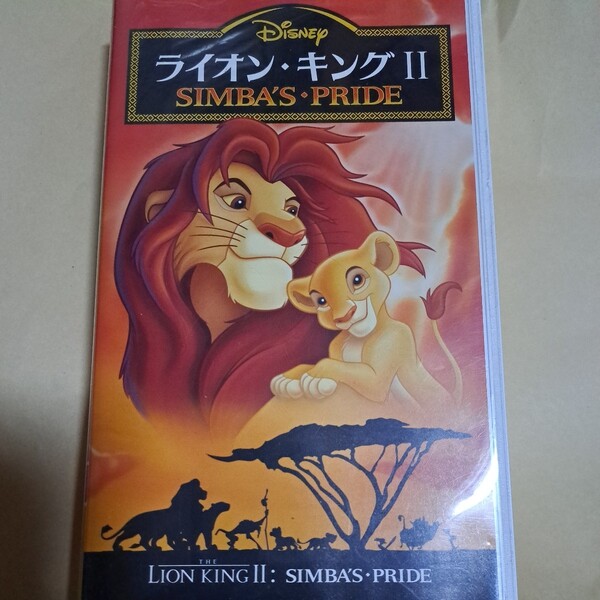 Disney
ライオン・キング II
SIMBA'S・PRIDE
THE
LION KING II: SIMBA'S・PRIDE